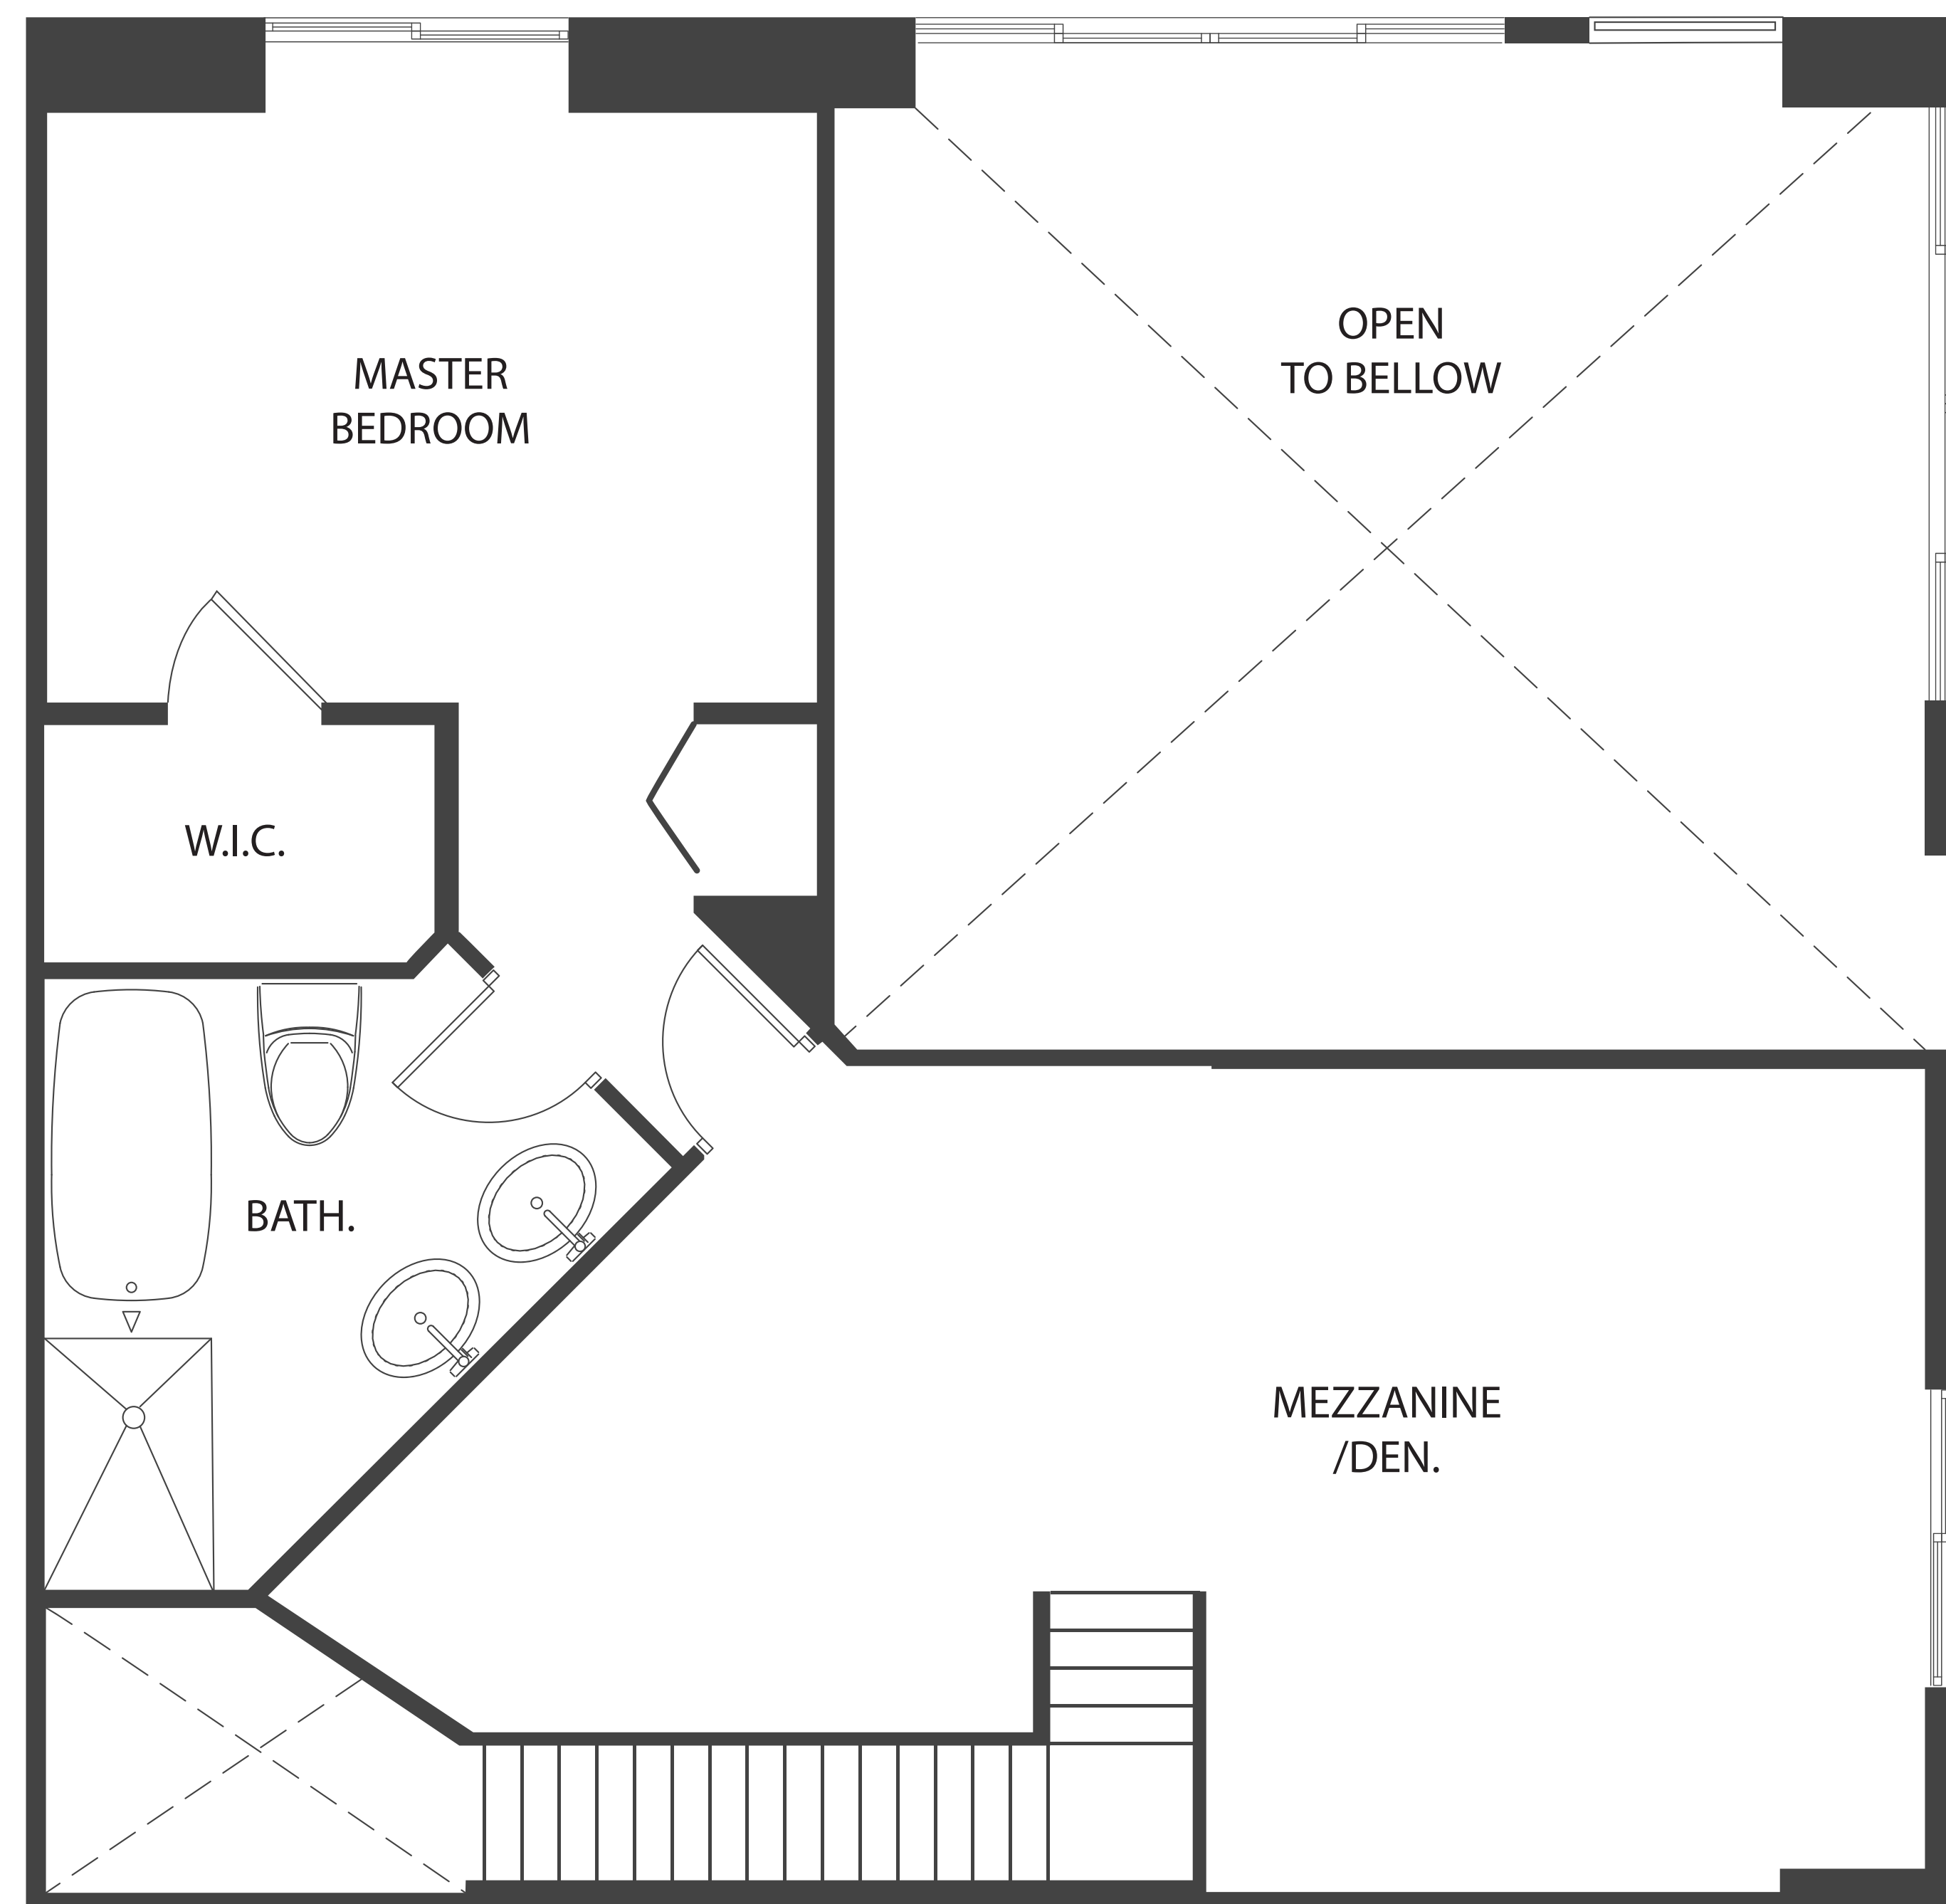 OPEN
TO BELLOW
MASTER
BEDROOM
W.I.C.
BATH.
MEZZANINE
/DEN.